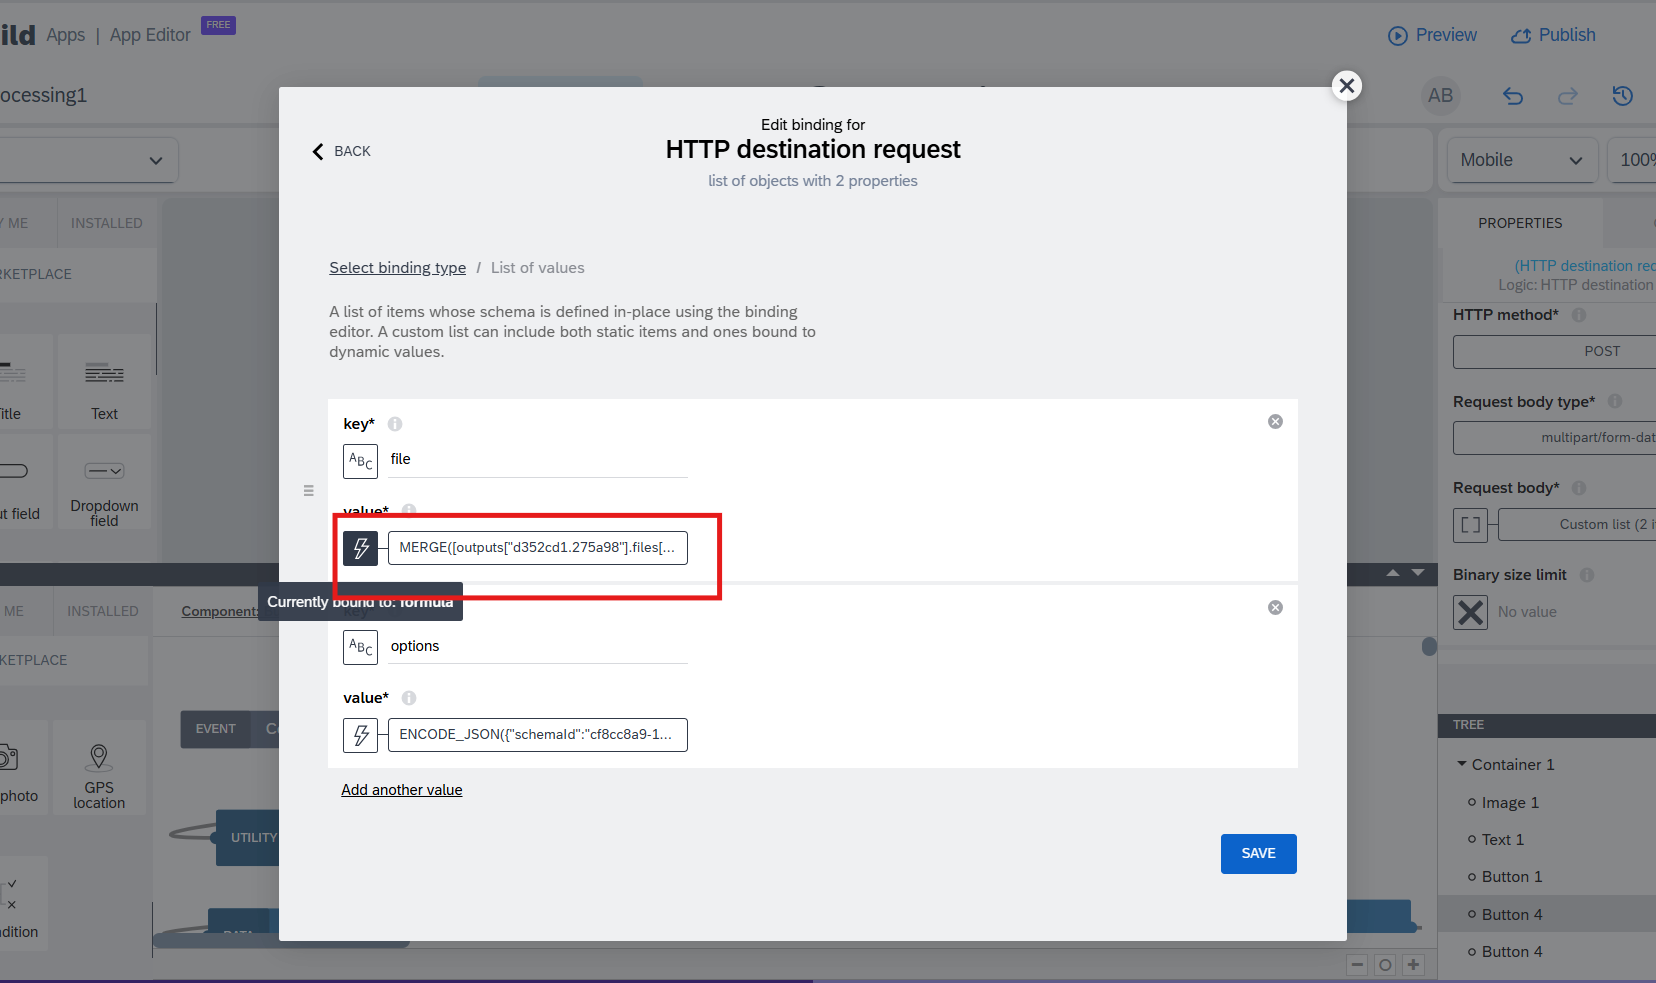 ild Apps | App Editor FREE
Preview
Publish
ocessing1
AB
Mobile
100%
Y ME
INSTALLED
RKETPLACE
Title
Text
ut field
Dropdown
field
BACK
Edit binding for
HTTP destination request
list of objects with 2 properties
Select binding type / List of values
A list of items whose schema is defined in-place using the binding
editor. A custom list can include both static items and ones bound to
dynamic values.
key*
ABC file
value*
MERGE([outputs["d352cd1.275a98"].files[...
Currently bound to: formula
key*
ABC options
value*
ENCODE_JSON({"schemaId":"cf8cc8a9-1...
Add another value
SAVE
PROPERTIES
(HTTP destination rec
Logic: HTTP destination
HTTP method*
POST
Request body type*
multipart/form-dat
Request body*
Custom list (2 i
Binary size limit
No value
TREE
Container 1
Image 1
Text 1
Button 1
Button 4
Button 4
ME
INSTALLED
Component
KETPLACE
EVENT
photo
GPS
location
UTILITY
dition
DATA